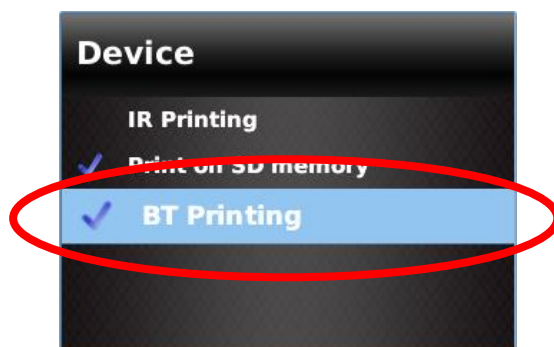 Device
IR Printing
Print on SD memory
BT Printing